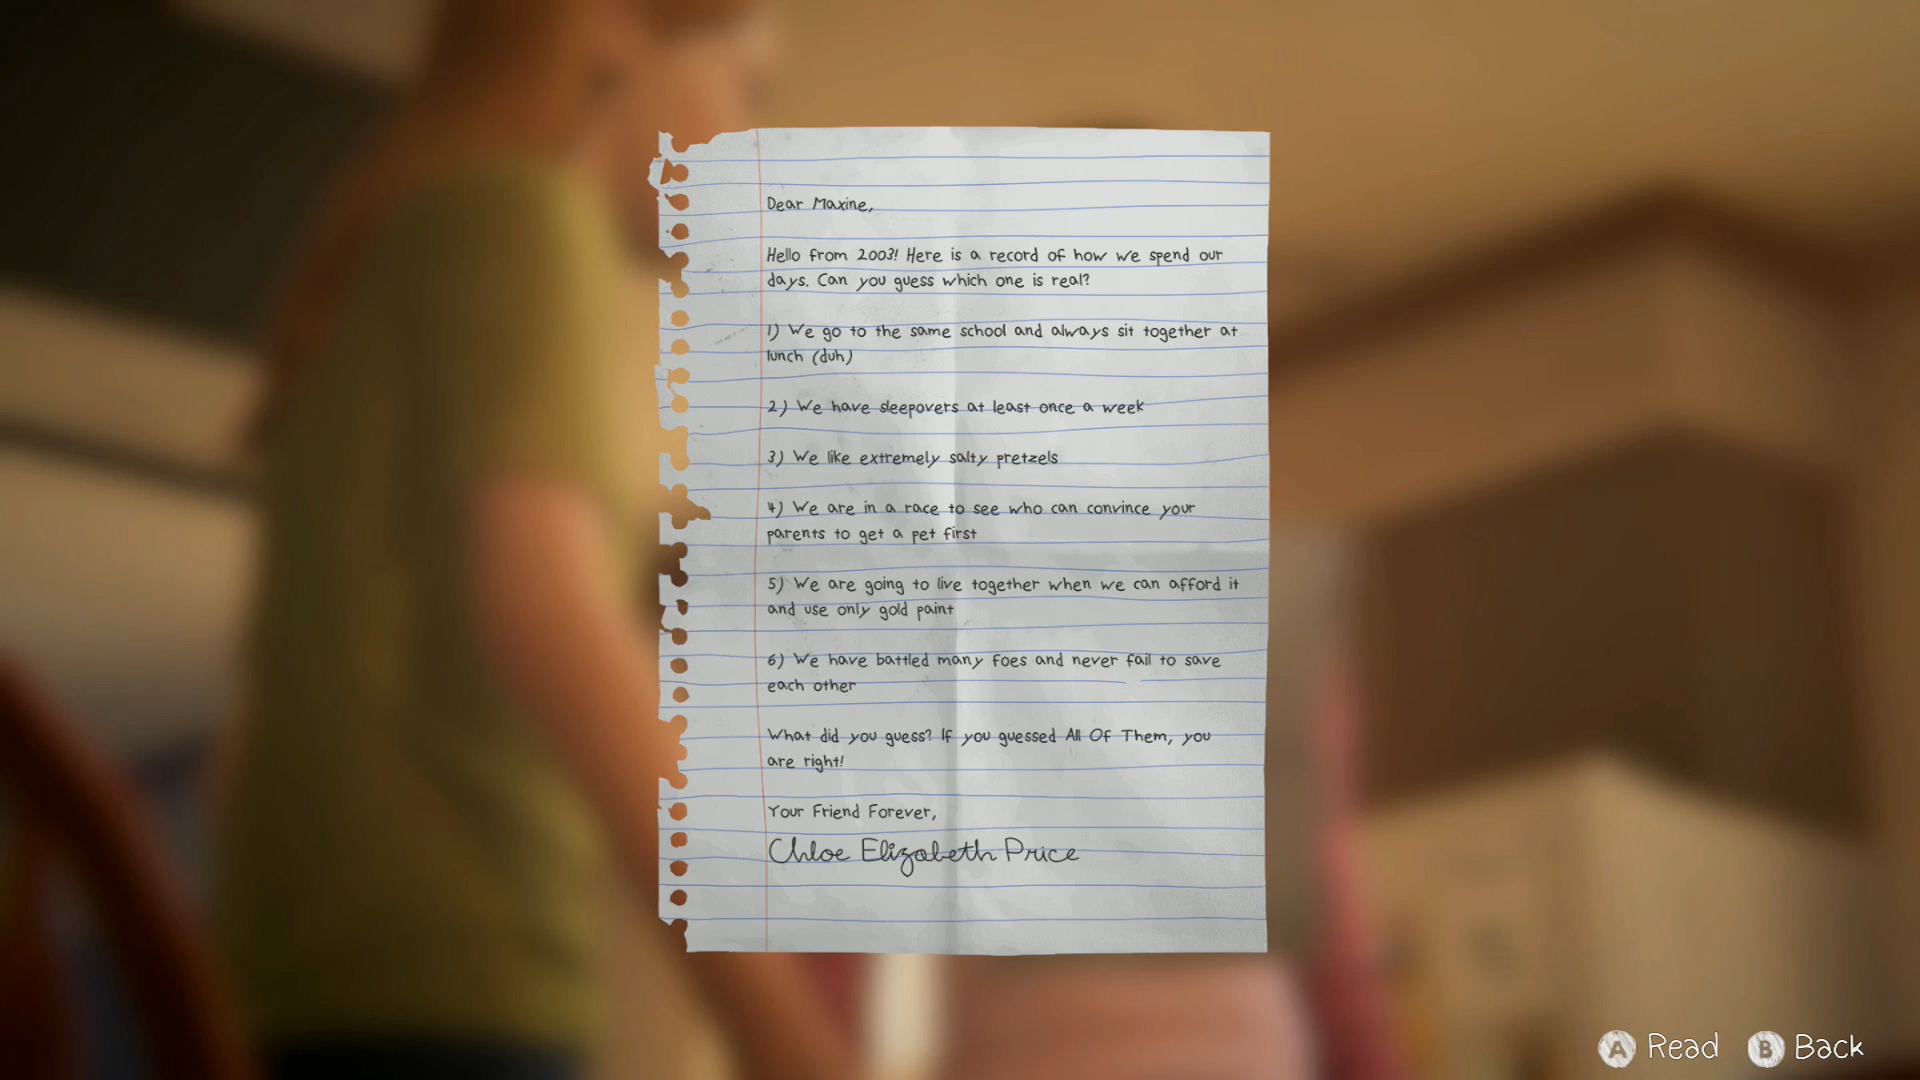 Dear Maxine,
Hello from 2003! Here is a record of how we spend our
days. Can you guess which one is real?
1) We go to the same school and always sit together at
lunch (duh)
2) We have sleepovers at least once a week
3) We like extremely salty pretzels
4) We are in a race to see who can convince your
parents to get a pet first
5) We are going to live together when we can afford it
and use only gold paint
6) We have battled many foes and never fail to save
each other
What did you guess? If you guessed All Of Them, you
are right!
Your Friend Forever,
Chloe Elizabeth Price
A Read B Back